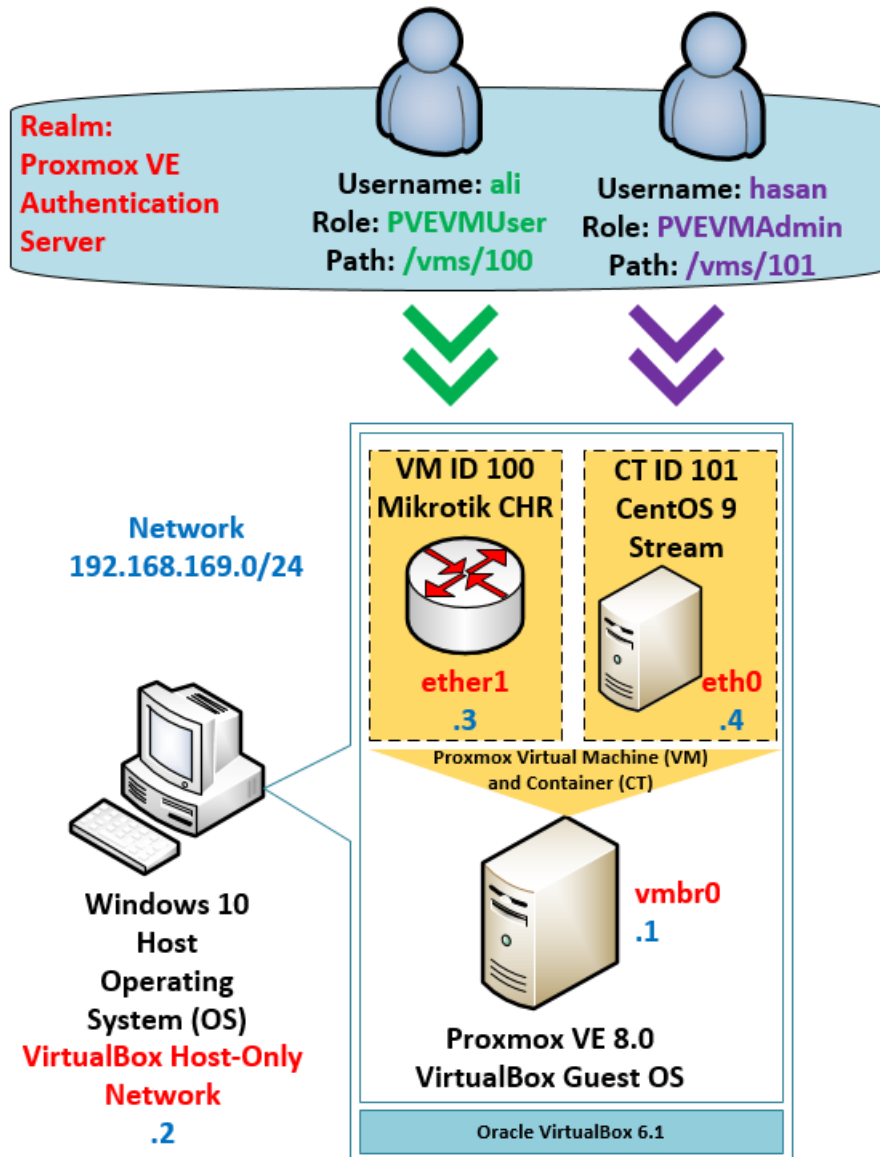 Realm:
Proxmox VE
Authentication
Server
Username: ali
Role: PVEVMUser
Path: /vms/100
Username: hasan
Role: PVEVMAdmin
Path: /vms/101
Network
192.168.169.0/24
VM ID 100
Mikrotik CHR
ether1
.3
CT ID 101
CentOS 9
Stream
eth0
.4
Proxmox Virtual Machine (VM)
and Container (CT)
vmbr0
.1
Proxmox VE 8.0
VirtualBox Guest OS
Windows 10
Host
Operating
System (OS)
VirtualBox Host-Only
Network
.2
Oracle VirtualBox 6.1